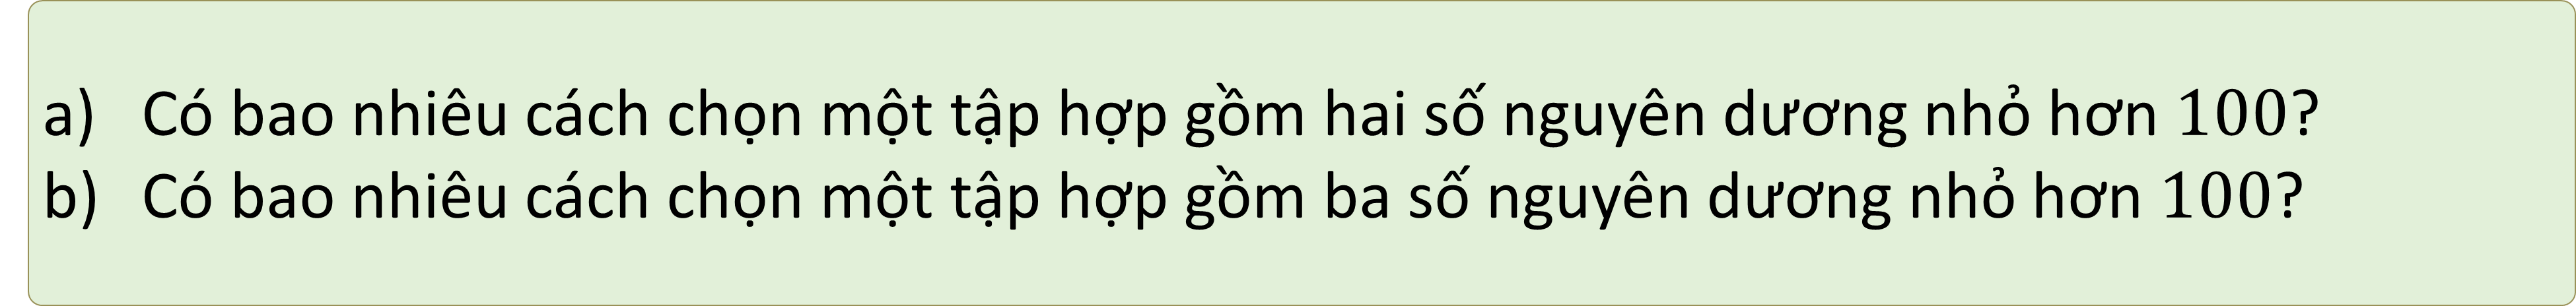 a) Có bao nhiêu cách chọn một tập hợp gồm hai số nguyên dương nhỏ hơn 100?
b) Có bao nhiêu cách chọn một tập hợp gồm ba số nguyên dương nhỏ hơn 100?